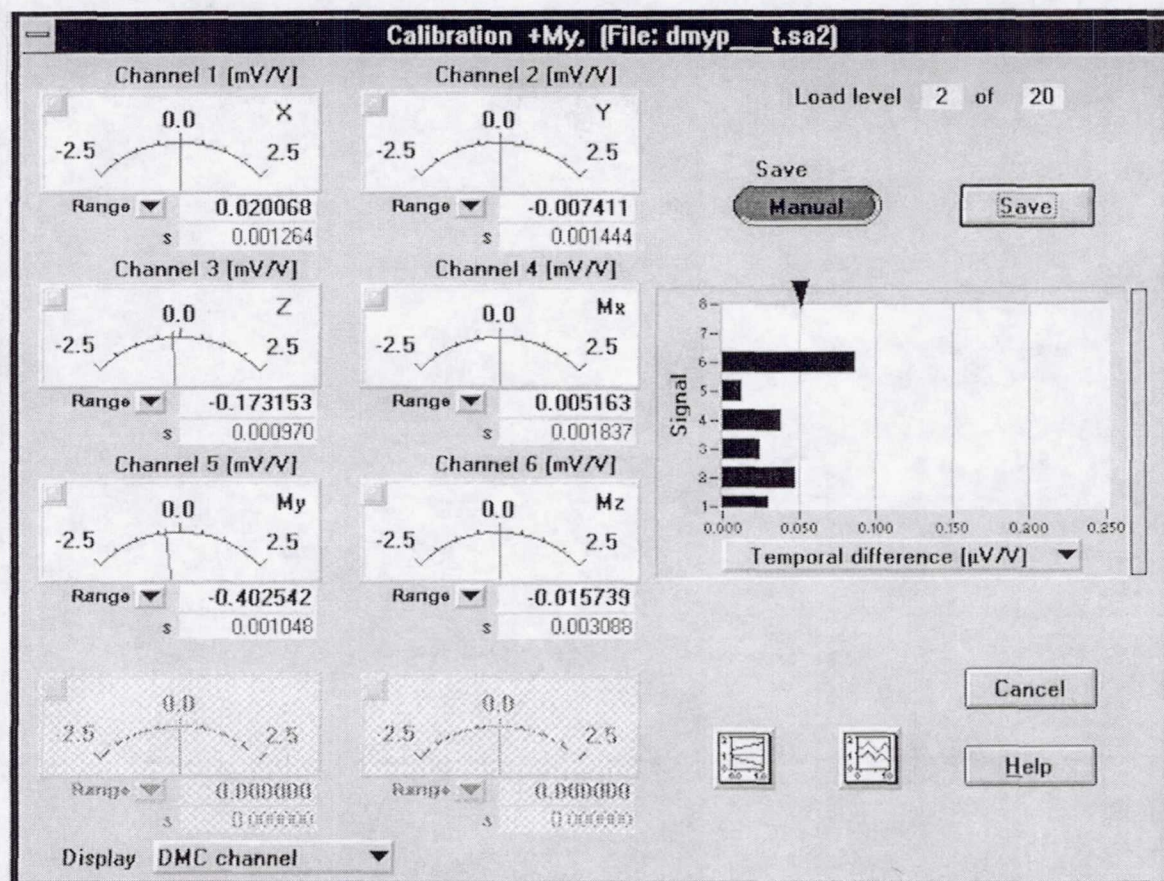 Calibration +My, (File: dmyp___t.sa2)
Channel 1 [mV/V]
X
0.0
-2.5 2.5
Range 0.020068
s 0.001264
Channel 2 [mV/V]
Y
0.0
-2.5 2.5
Range -0.007411
s 0.001444
Channel 3 [mV/V]
Z
0.0
-2.5 2.5
Range -0.173153
s 0.000970
Channel 4 [mV/V]
Mx
0.0
-2.5 2.5
Range 0.005163
s 0.001837
Channel 5 [mV/V]
My
0.0
-2.5 2.5
Range -0.402542
s 0.001048
Channel 6 [mV/V]
Mz
0.0
-2.5 2.5
Range -0.015739
s 0.003088
0.0
2.5 2.5
Range 0.000000
s 0.000000
0.0
2.5 2.5
Range 0.000000
s 0.000000
Display DMC channel
Load level 2 of 20
Save
Manual
Save
Signal
8
7
6
5
4
3
2
1
0.000 0.050 0.100 0.150 0.200 0.250
Temporal difference [µV/V]
Cancel
Help